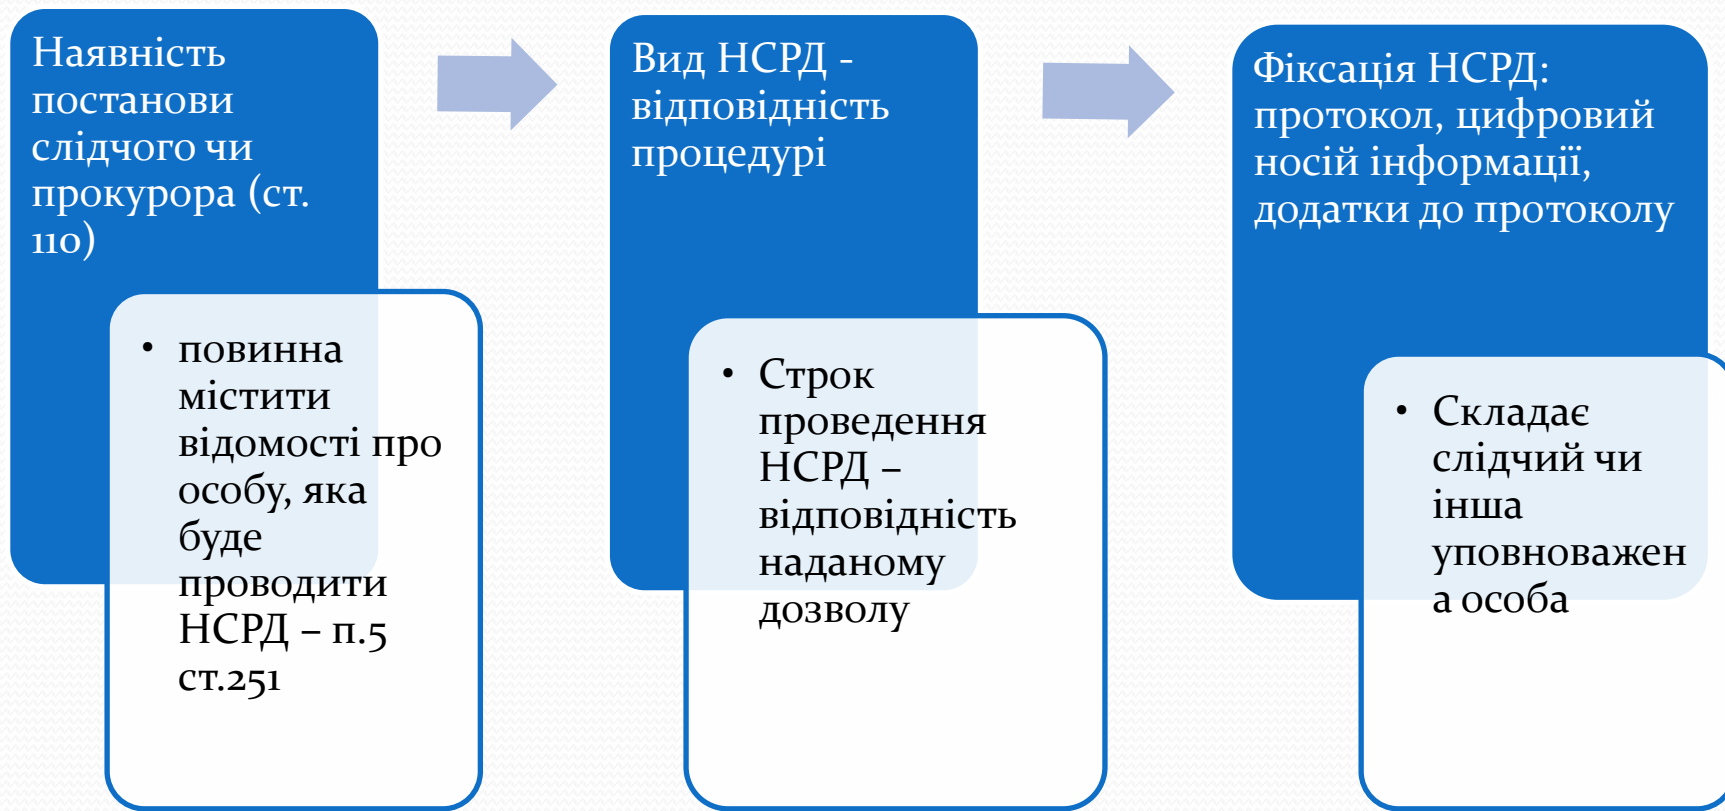 Наявність
постанови
слідчого чи
прокурора (ст.
110)
• повинна
містити
відомості про
особу, яка
буде
проводити
НСРД – п.5
ст.251
Вид НСРД -
відповідність
процедурі
• Строк
проведення
НСРД –
відповідність
наданому
дозволу
Фіксація НСРД:
протокол, цифровий
носій інформації,
додатки до протоколу
• Складає
слідчий чи
інша
уповноважен
а особа